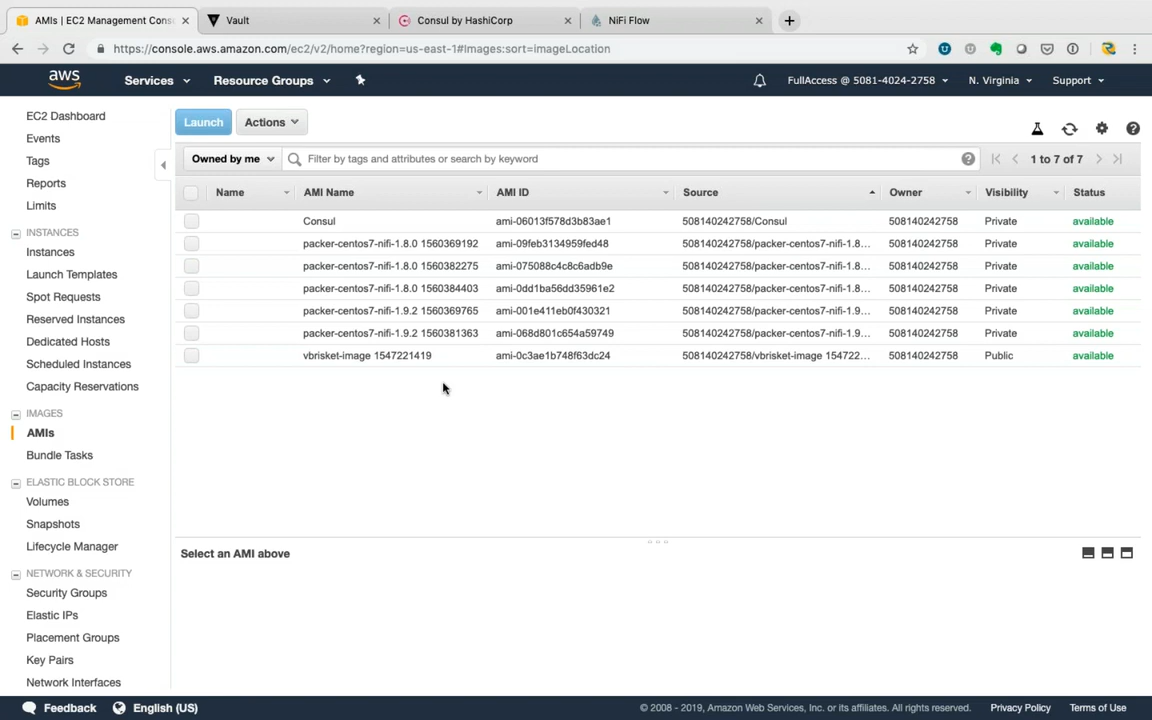 AMIs | EC2 Management Conso
Vault
Consul by HashiCorp
NiFi Flow
https://console.aws.amazon.com/ec2/v2/home?region=us-east-1#Images:sort=imageLocation
aws
Services
Resource Groups
FullAccess @ 5081-4024-2758
N. Virginia
Support
EC2 Dashboard
Events
Tags
Reports
Limits
INSTANCES
Instances
Launch Templates
Spot Requests
Reserved Instances
Dedicated Hosts
Scheduled Instances
Capacity Reservations
IMAGES
AMIs
Bundle Tasks
ELASTIC BLOCK STORE
Volumes
Snapshots
Lifecycle Manager
NETWORK & SECURITY
Security Groups
Elastic IPs
Placement Groups
Key Pairs
Network Interfaces
Launch
Actions
Owned by me
Filter by tags and attributes or search by keyword
1 to 7 of 7
Name AMI Name AMI ID Source Owner Visibility Status
Consul ami-06013f578d3b83ae1 508140242758/Consul 508140242758 Private available
packer-centos7-nifi-1.8.0 1560369192 ami-09feb3134959fed48 508140242758/packer-centos7-nifi-1.8... 508140242758 Private available
packer-centos7-nifi-1.8.0 1560382275 ami-075088c4c8c6adb9e 508140242758/packer-centos7-nifi-1.8... 508140242758 Private available
packer-centos7-nifi-1.8.0 1560384403 ami-0dd1ba56dd35961e2 508140242758/packer-centos7-nifi-1.8... 508140242758 Private available
packer-centos7-nifi-1.9.2 1560369765 ami-001e411eb0f430321 508140242758/packer-centos7-nifi-1.9... 508140242758 Private available
packer-centos7-nifi-1.9.2 1560381363 ami-068d801c654a59749 508140242758/packer-centos7-nifi-1.9... 508140242758 Private available
vbrisket-image 1547221419 ami-0c3ae1b748f63dc24 508140242758/vbrisket-image 154722... 508140242758 Public available
Select an AMI above
Feedback
English (US)
© 2008 - 2019, Amazon Web Services, Inc. or its affiliates. All rights reserved.
Privacy Policy
Terms of Use